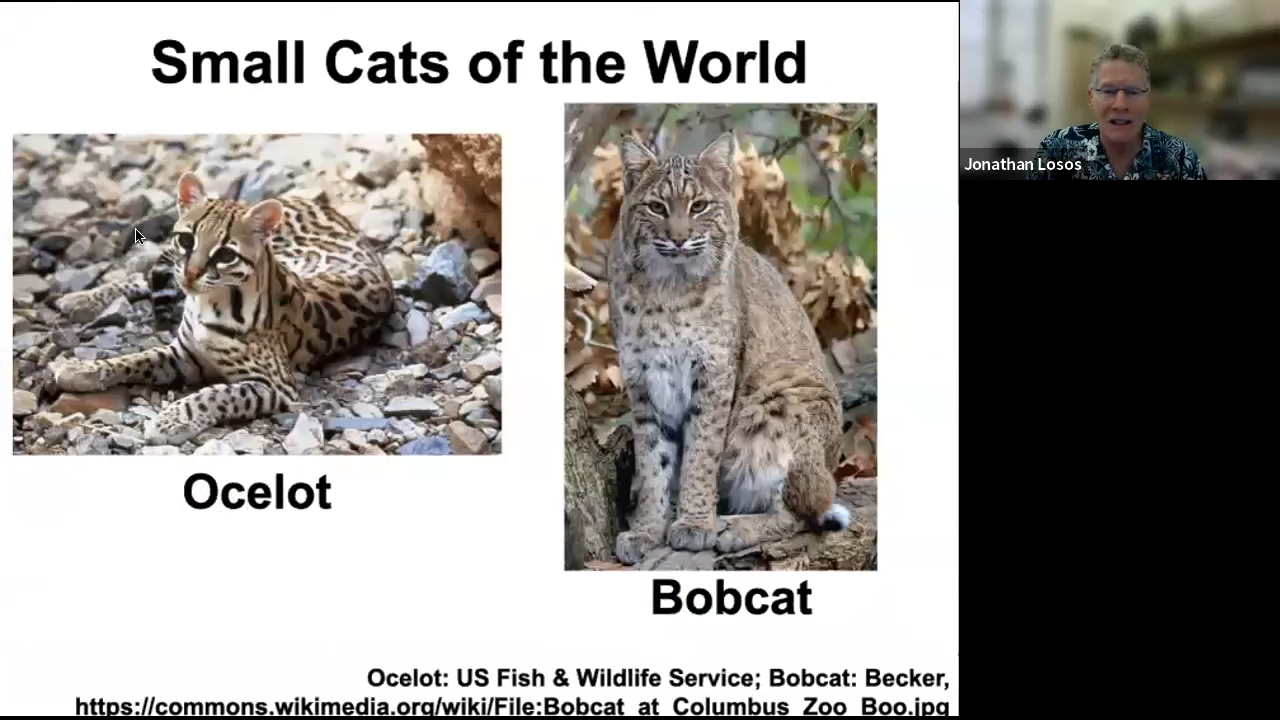 Small Cats of the World
Jonathan Losos
Ocelot
Bobcat
Ocelot: US Fish & Wildlife Service; Bobcat: Becker,
https://commons.wikimedia.org/wiki/File:Bobcat_at_Columbus_Zoo_Boo.jpg